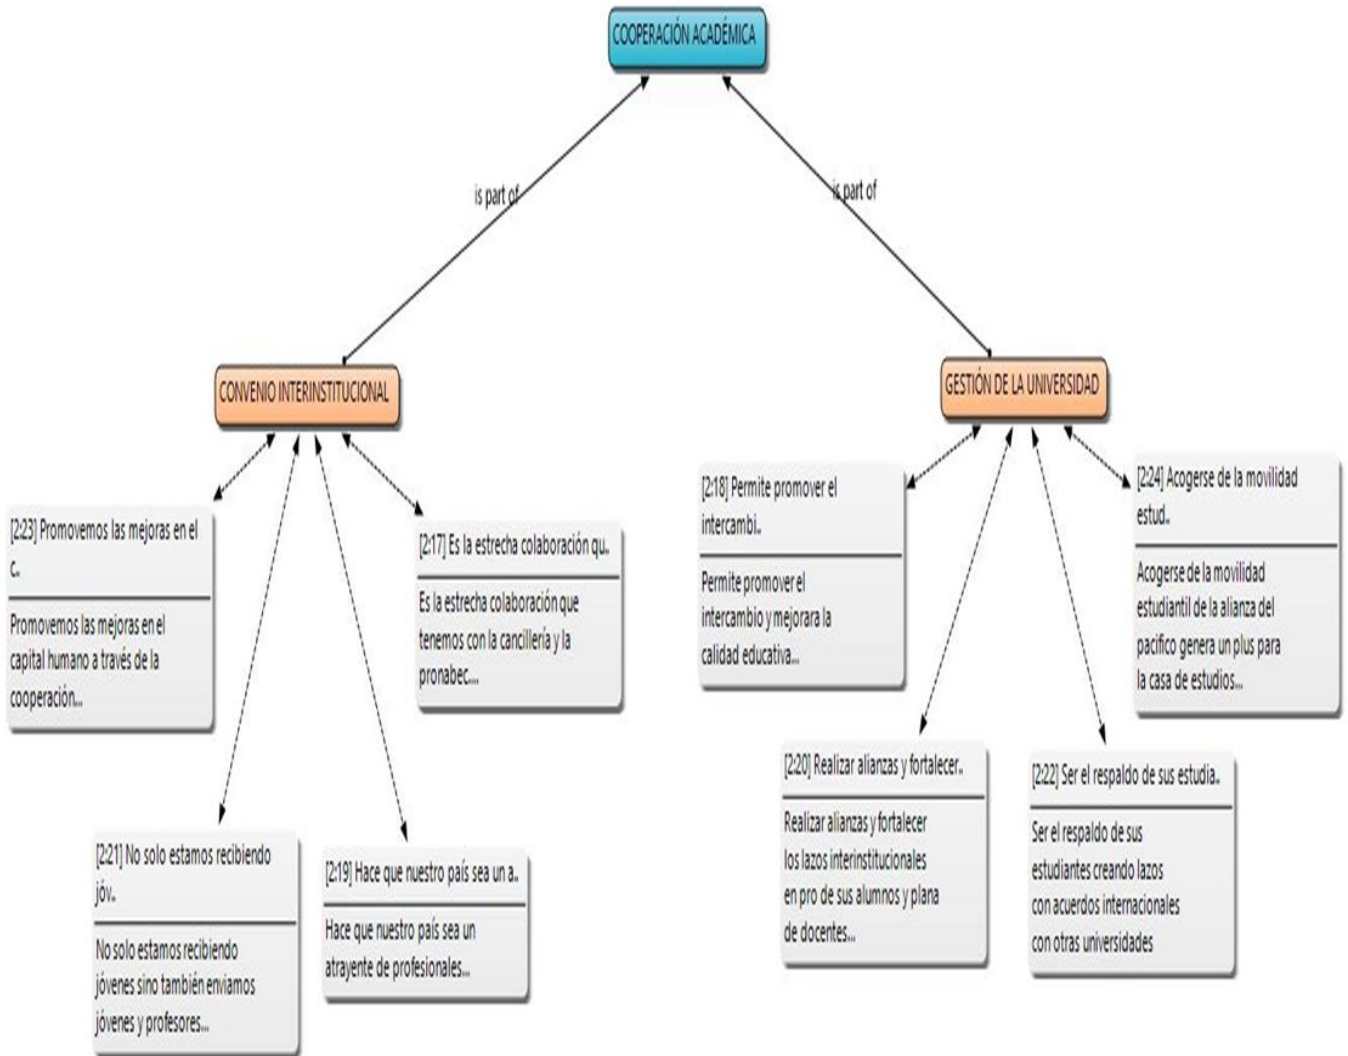 COOPERACIÓN ACADÉMICA
is part of
is part of
CONVENIO INTERINSTITUCIONAL
GESTIÓN DE LA UNIVERSIDAD
[2:23] Promovemos las mejoras en el
c..
Promovemos las mejoras en el
capital humano a través de la
cooperación...
[2:17] Es la estrecha colaboración qu..
Es la estrecha colaboración que
tenemos con la cancillería y la
pronabec....
[2:18] Permite promover el
intercambi..
Permite promover el
intercambio y mejorara la
calidad educativa...
[2:24] Acogerse de la movilidad
estud..
Acogerse de la movilidad
estudiantil de la alianza del
pacifico genera un plus para
la casa de estudios...
[2:21] No solo estamos recibiendo
jóv..
No solo estamos recibiendo
jóvenes sino también enviamos
jóvenes y profesores...
[2:19] Hace que nuestro país sea un a..
Hace que nuestro país sea un
atrayente de profesionales...
[2:20] Realizar alianzas y fortalecer..
Realizar alianzas y fortalecer
los lazos interinstitucionales
en pro de sus alumnos y plana
de docentes...
[2:22] Ser el respaldo de sus estudia..
Ser el respaldo de sus
estudiantes creando lazos
con acuerdos internacionales
con otras universidades